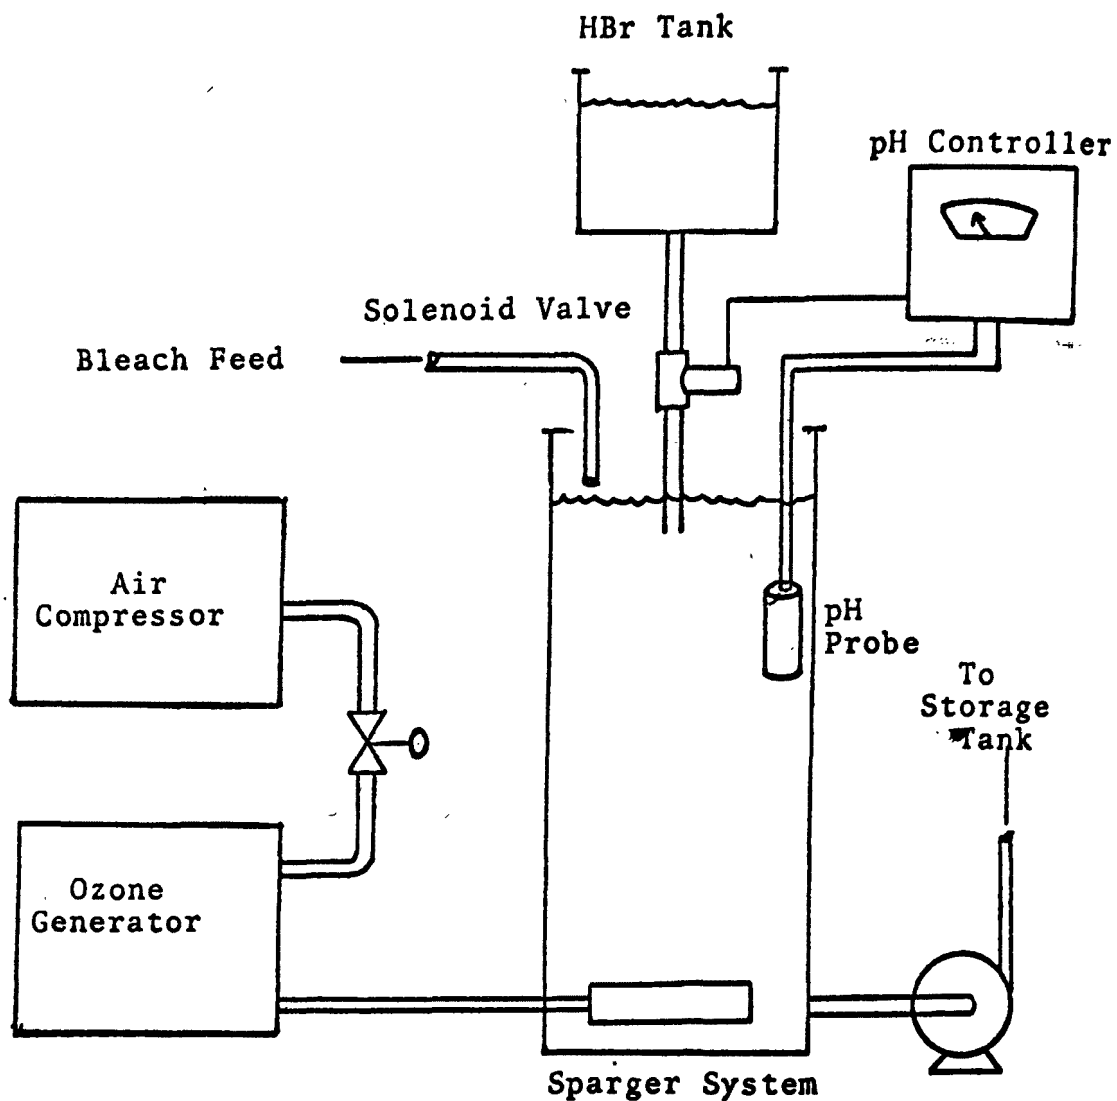 HBr Tank
pH Controller
Solenoid Valve
Bleach Feed
Air
Compressor
pH
Probe
To
Storage
Tank
Ozone
Generator
Sparger System